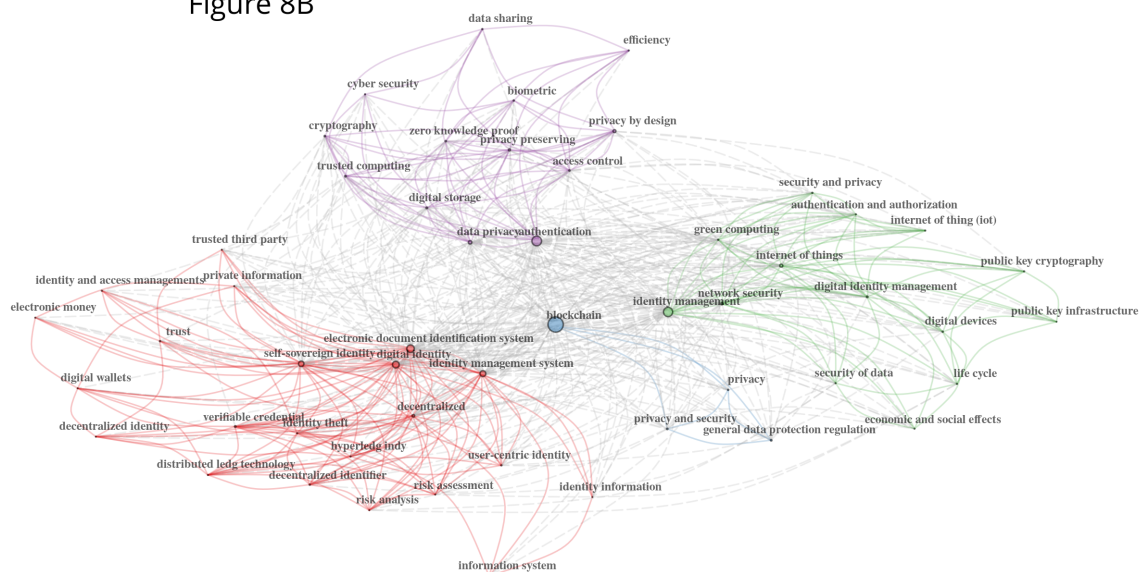 Figure 8B
data sharing
efficiency
cyber security
biometric
cryptography
zero knowledge proof
privacy by design
privacy preserving
trusted computing
access control
digital storage
security and privacy
authentication and authorization
internet of thing (iot)
data privacy
authentication
green computing
trusted third party
internet of things
public key cryptography
identity and access managements
private information
digital identity management
network security
identity management
electronic money
public key infrastructure
blockchain
digital devices
trust
electronic document identification system
self-sovereign identity
digital identity
identity management system
security of data
life cycle
digital wallets
privacy
decentralized
verifiable credential
identity theft
privacy and security
economic and social effects
decentralized identity
general data protection regulation
hyperledg indy
user-centric identity
distributed ledg technology
decentralized identifier
risk assessment
identity information
risk analysis
information system